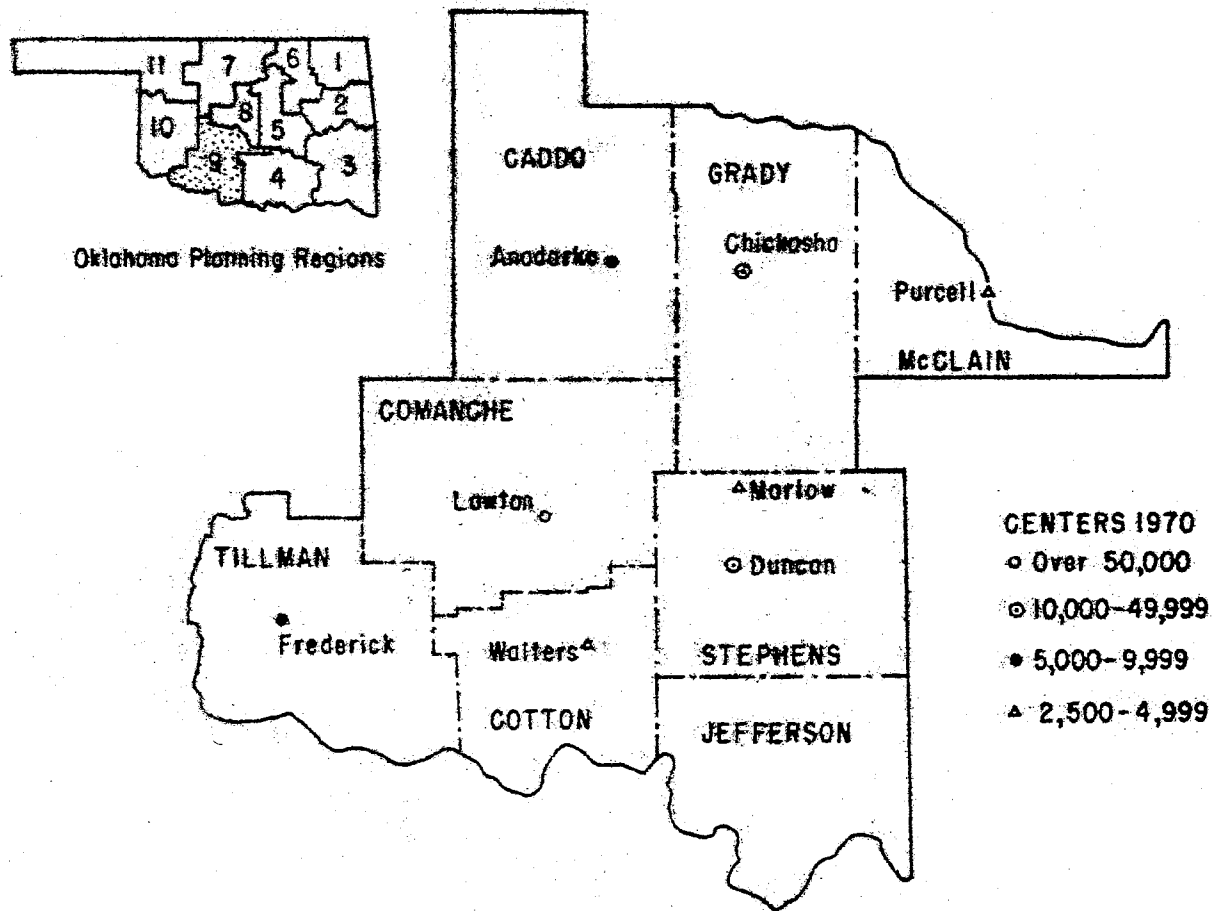 6
11
7
1
2
8
10
5
9
3
4
Oklahoma Planning Regions
CADDO
GRADY
Anadarko
Chickasha
Purcell
McCLAIN
COMANCHE
Lawton
Marlow
TILLMAN
Duncan
Frederick
Walters
STEPHENS
COTTON
JEFFERSON
CENTERS 1970
Over 50,000
10,000-49,999
5,000-9,999
2,500-4,999